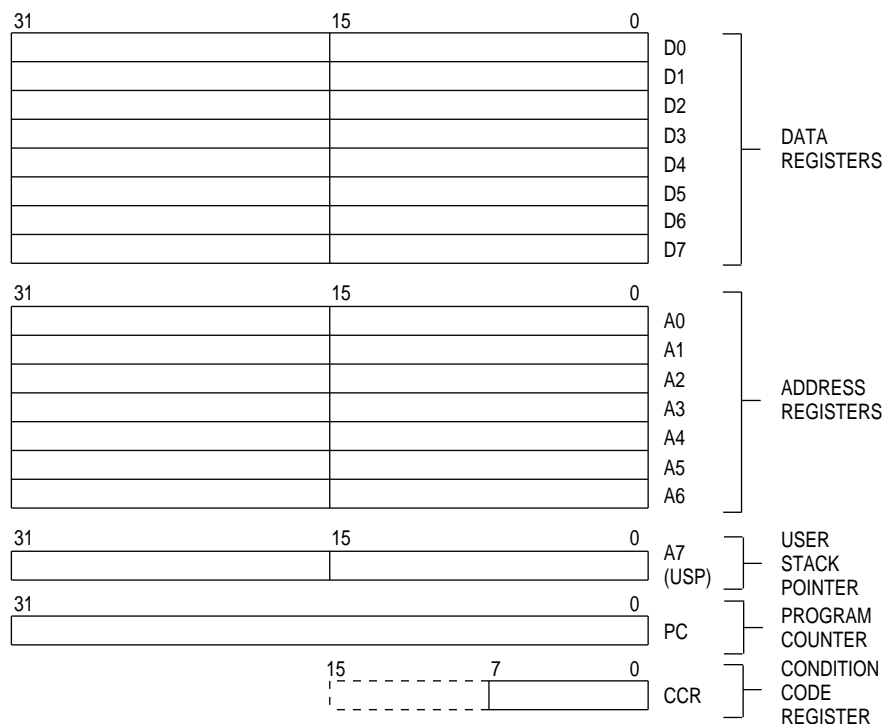 31 15 0
D0
D1
D2
D3
D4
D5
D6
D7
DATA
REGISTERS
31 15 0
A0
A1
A2
A3
A4
A5
A6
ADDRESS
REGISTERS
31 15 0
A7
(USP)
USER
STACK
POINTER
31 0
PC
PROGRAM
COUNTER
15 7 0
CCR
CONDITION
CODE
REGISTER